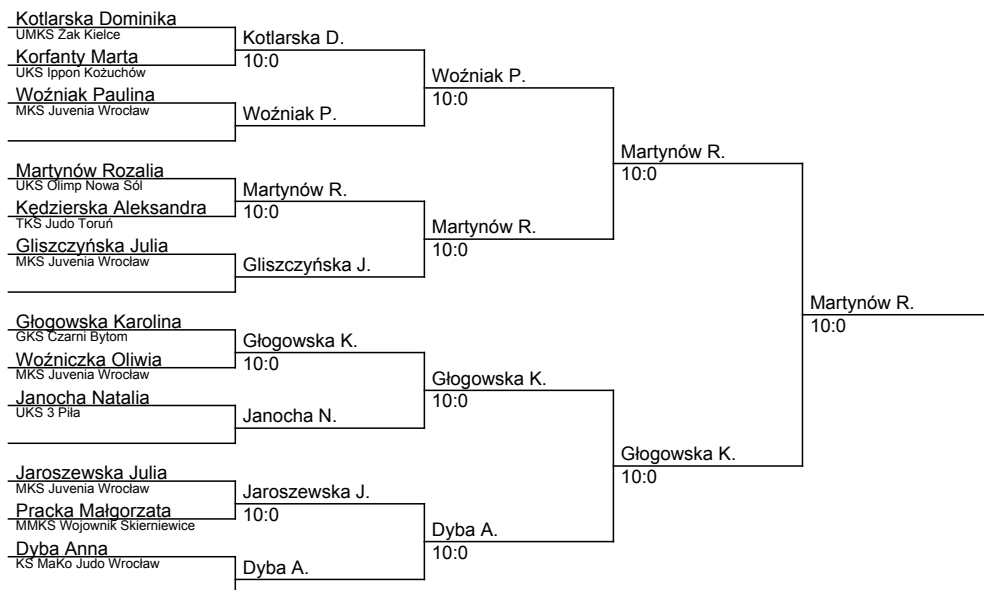 Kotlarska Dominika
UMKS Żak Kielce
Korfanty Marta
UKS Ippon Kożuchów
Woźniak Paulina
MKS Juvenia Wrocław
Martynów Rozalia
UKS Olimp Nowa Sól
Kędzierska Aleksandra
TKS Judo Toruń
Gliszczyńska Julia
MKS Juvenia Wrocław
Głogowska Karolina
GKS Czarni Bytom
Woźniczka Oliwia
MKS Juvenia Wrocław
Janocha Natalia
UKS 3 Piła
Jaroszewska Julia
MKS Juvenia Wrocław
Pracka Małgorzata
MMKS Wojownik Skierniewice
Dyba Anna
KS MaKo Judo Wrocław
Kotlarska D.
10:0
Woźniak P.
Martynów R.
10:0
Gliszczyńska J.
Głogowska K.
10:0
Janocha N.
Jaroszewska J.
10:0
Dyba A.
Woźniak P.
10:0
Martynów R.
10:0
Głogowska K.
10:0
Dyba A.
10:0
Martynów R.
10:0
Głogowska K.
10:0
Martynów R.
10:0